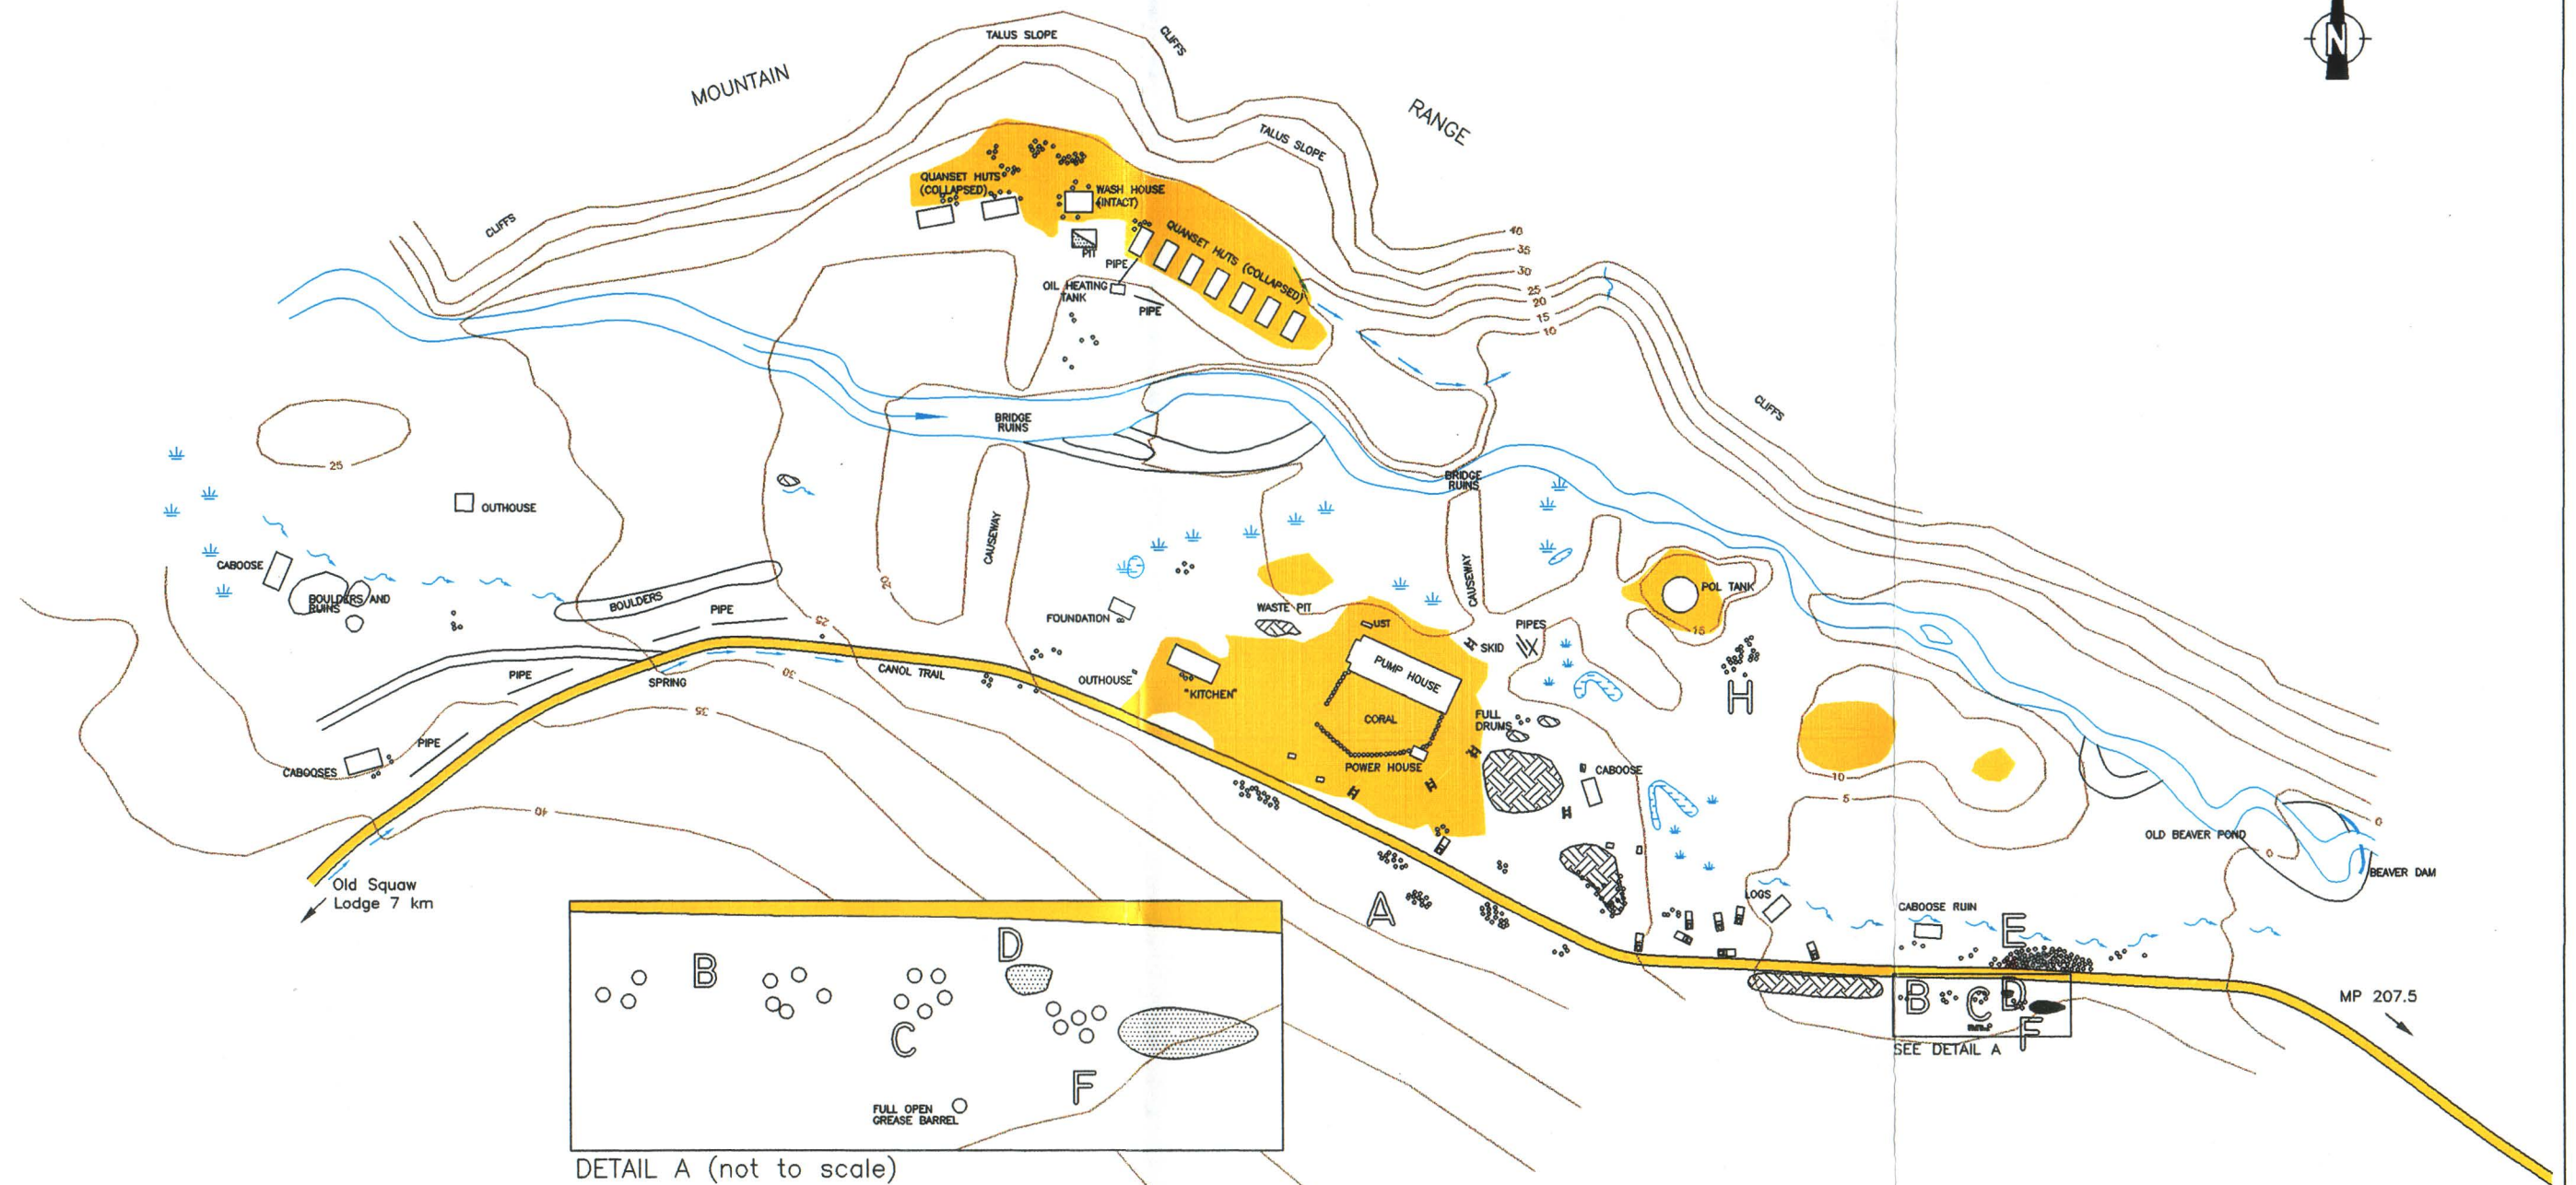 N
TALUS SLOPE
CLIFFS
MOUNTAIN
RANGE
TALUS SLOPE
QUANSET HUTS
(COLLAPSED)
WASH HOUSE
(INTACT)
CLIFFS
QUANSET HUTS (COLLAPSED)
PIT
PIPE
OIL HEATING
TANK
PIPE
40
35
30
25
20
15
10
CLIFFS
BRIDGE
RUINS
25
BRIDGE
RUINS
OUTHOUSE
CAUSEWAY
CAUSEWAY
CABOOSE
BOULDERS AND
RUINS
BOULDERS
20
PIPE
25
FOUNDATION
WASTE PIT
UST
POL TANK
15
PIPES
SKID
PUMP HOUSE
PIPE
SPRING
30
CANOL TRAIL
OUTHOUSE
"KITCHEN"
CORAL
FULL
DRUMS
H
35
PIPE
CABOOSES
POWER HOUSE
CABOOSE
10
5
40
0
OLD BEAVER POND
0
BEAVER DAM
Old Squaw
Lodge 7 km
A
LOGS
CABOOSE RUIN
E
B
C
D
F
SEE DETAIL A
MP 207.5
B
D
C
F
FULL OPEN
GREASE BARREL
DETAIL A (not to scale)